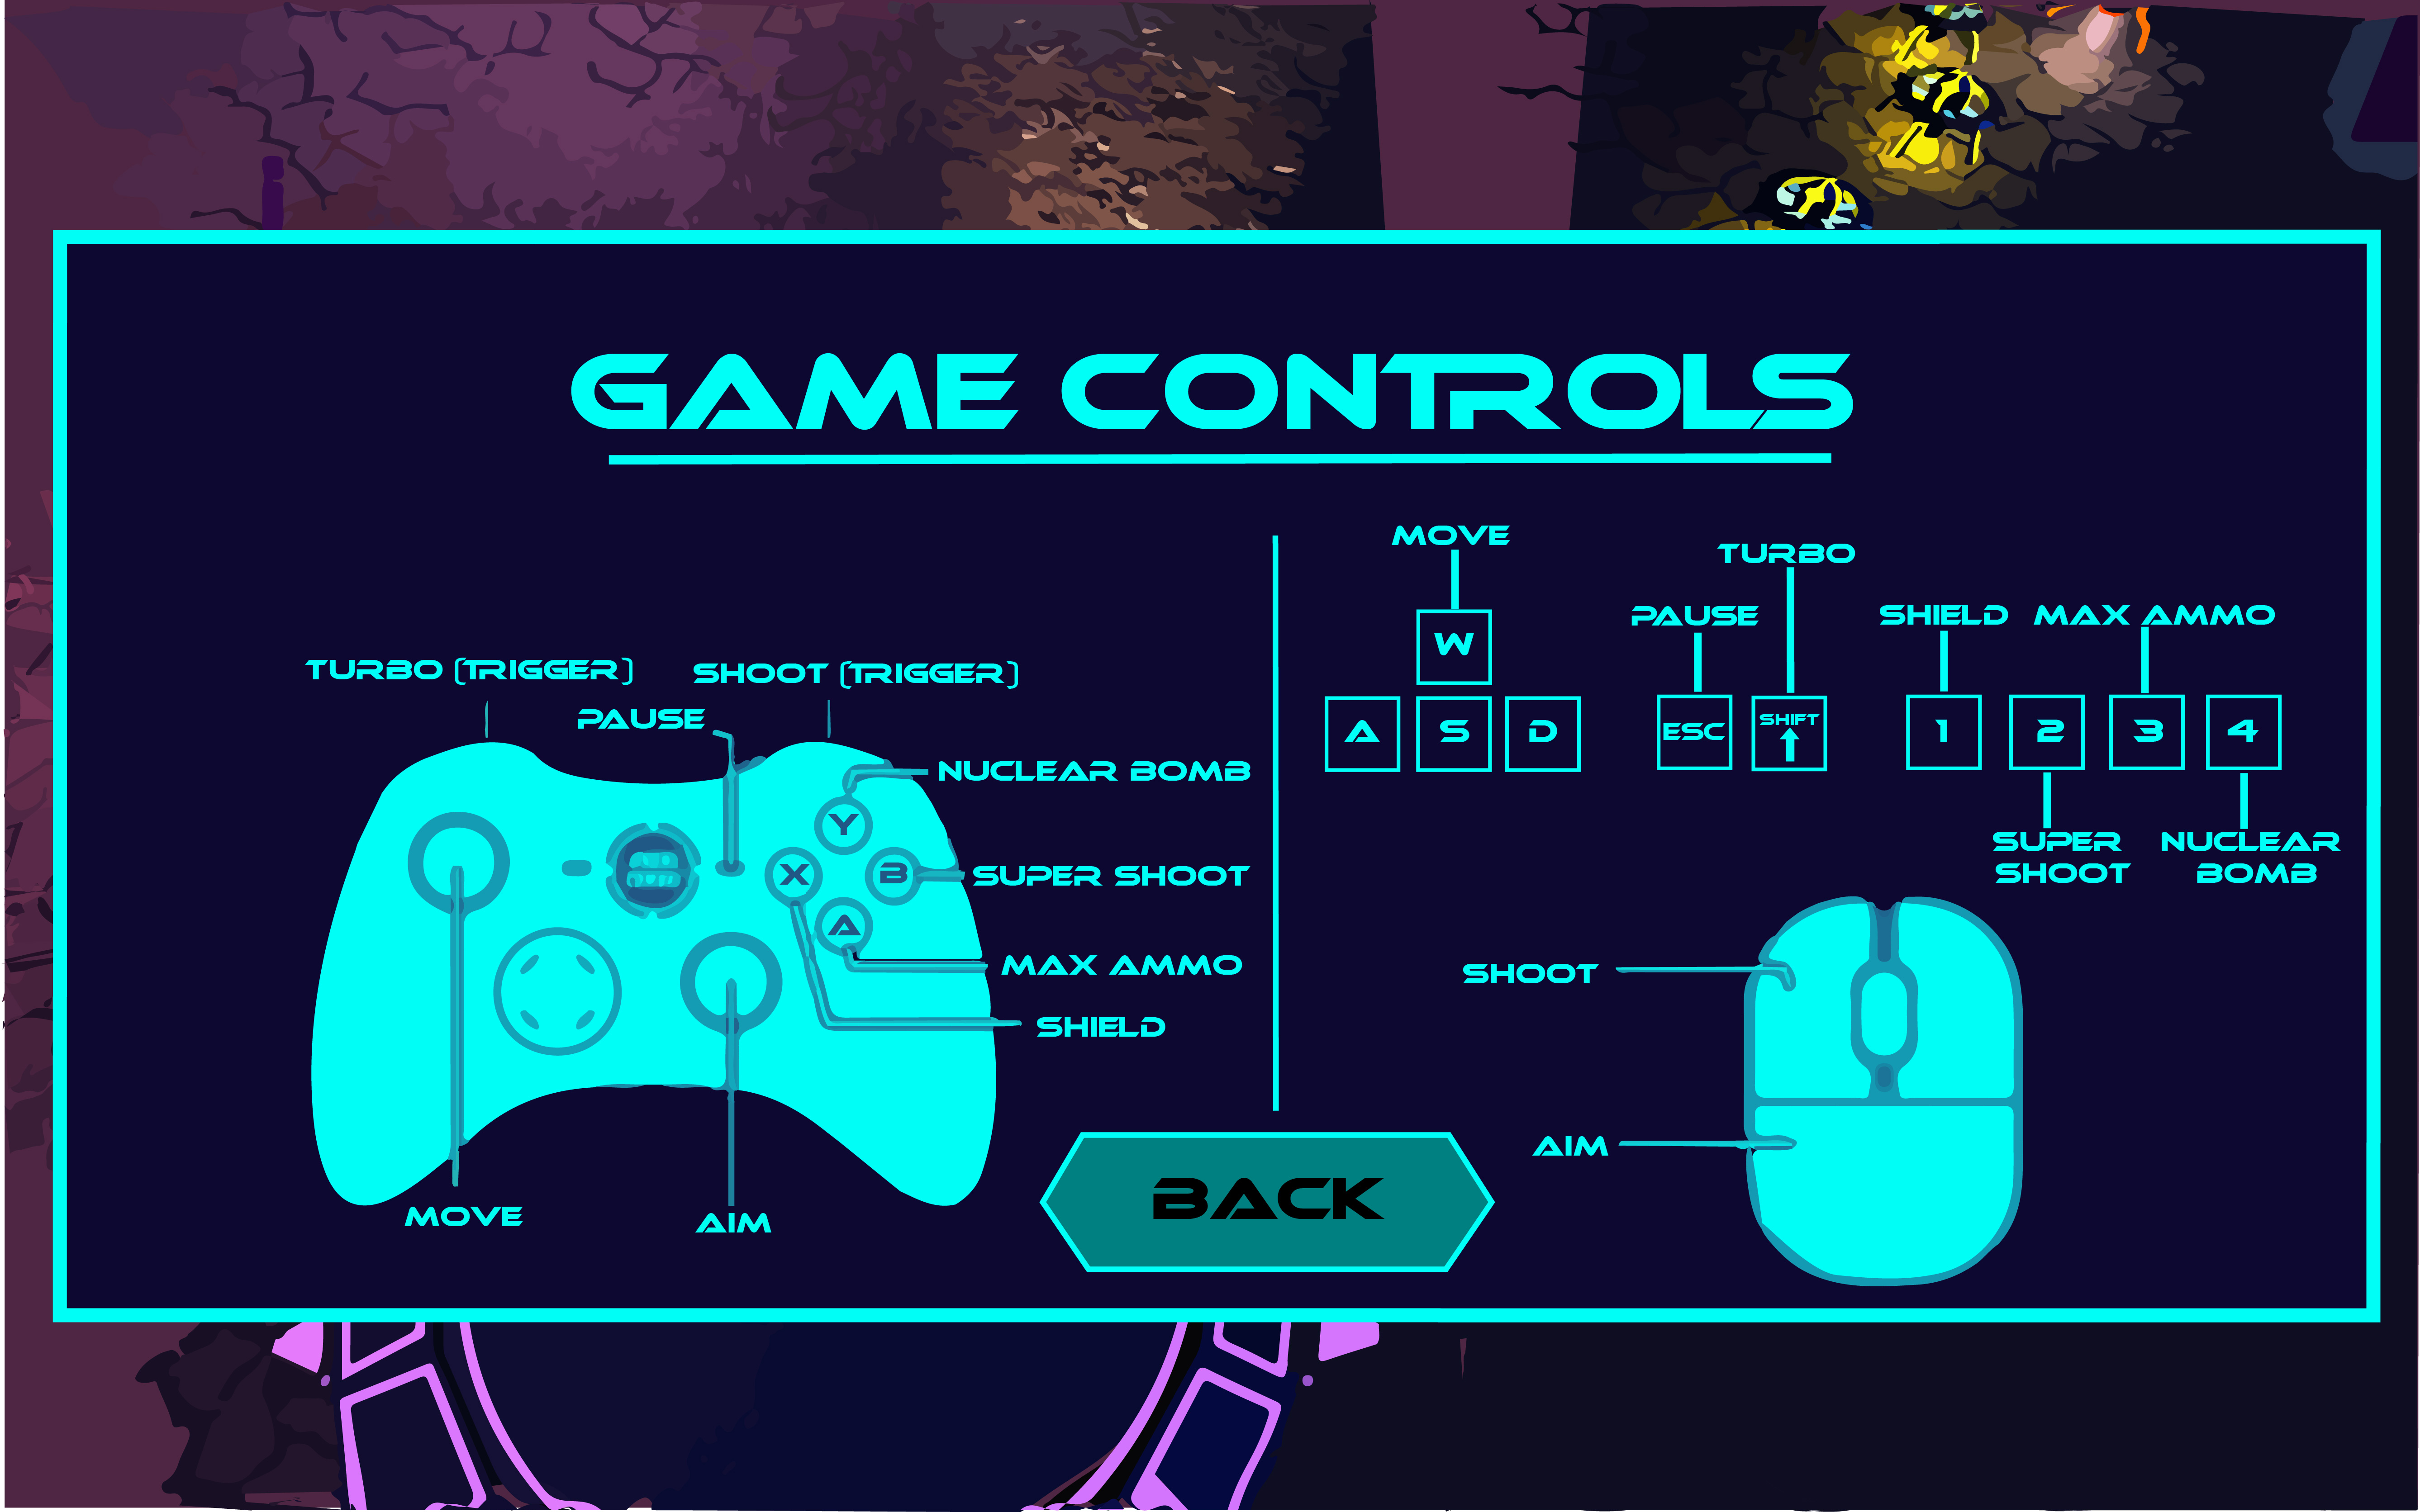 GAME CONTROLS
TURBO (TRIGGER)
SHOOT (TRIGGER)
PAUSE
NUCLEAR BOMB
Y
X
B
SUPER SHOOT
A
MAX AMMO
SHIELD
MOVE
AIM
MOVE
TURBO
PAUSE
SHIELD
MAX AMMO
W
A
S
D
ESC
SHIFT
1
2
3
4
SUPER
SHOOT
NUCLEAR
BOMB
SHOOT
AIM
BACK